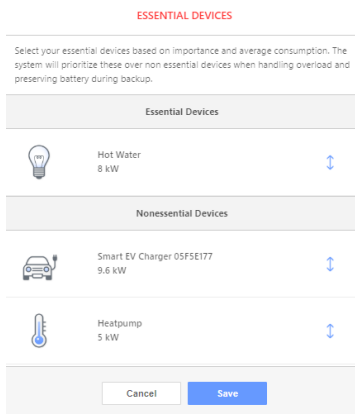 ESSENTIAL DEVICES
Select your essential devices based on importance and average consumption. The
system will prioritize these over non essential devices when handling overload and
preserving battery during backup.
Essential Devices
Hot Water
8 kW
Nonessential Devices
Smart EV Charger 05F5E177
9.6 kW
Heatpump
5 kW
Cancel
Save